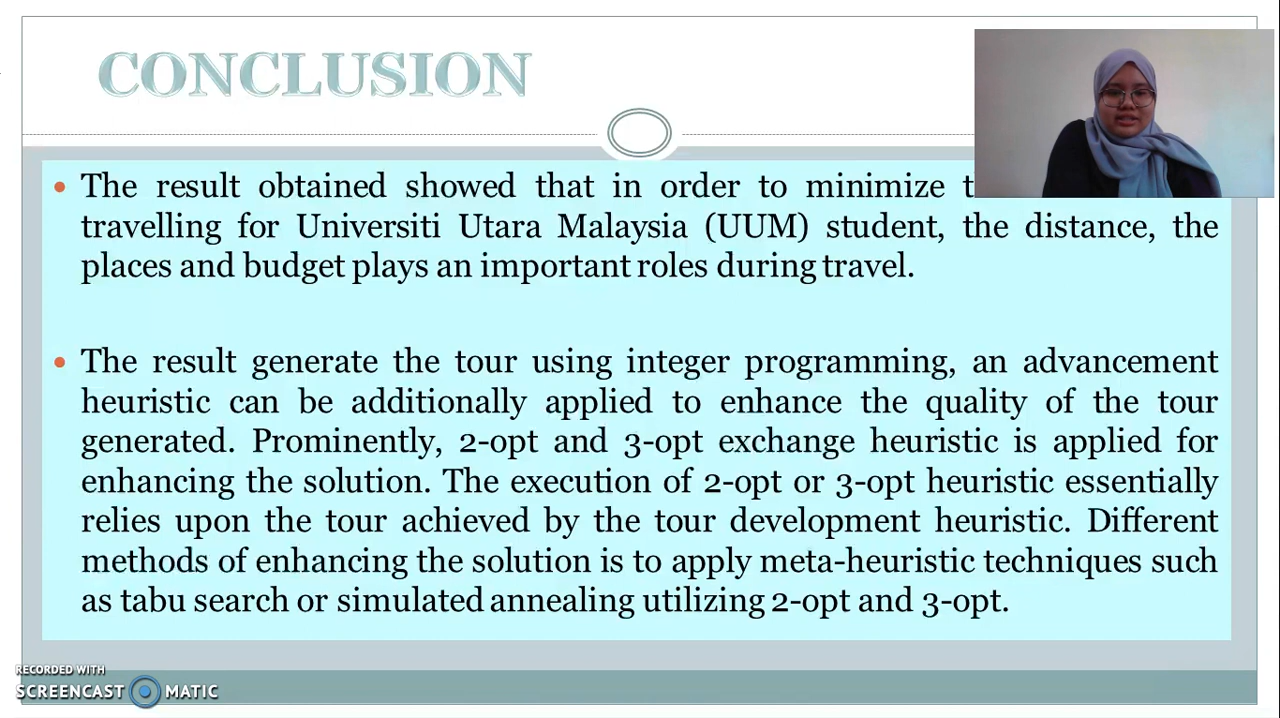 CONCLUSION
• The result obtained showed that in order to minimize
travelling for Universiti Utara Malaysia (UUM) student, the distance, the
places and budget plays an important roles during travel.
• The result generate the tour using integer programming, an advancement
heuristic can be additionally applied to enhance the quality of the tour
generated. Prominently, 2-opt and 3-opt exchange heuristic is applied for
enhancing the solution. The execution of 2-opt or 3-opt heuristic essentially
relies upon the tour achieved by the tour development heuristic. Different
methods of enhancing the solution is to apply meta-heuristic techniques such
as tabu search or simulated annealing utilizing 2-opt and 3-opt.
RECORDED WITH
SCREENCAST MATIC